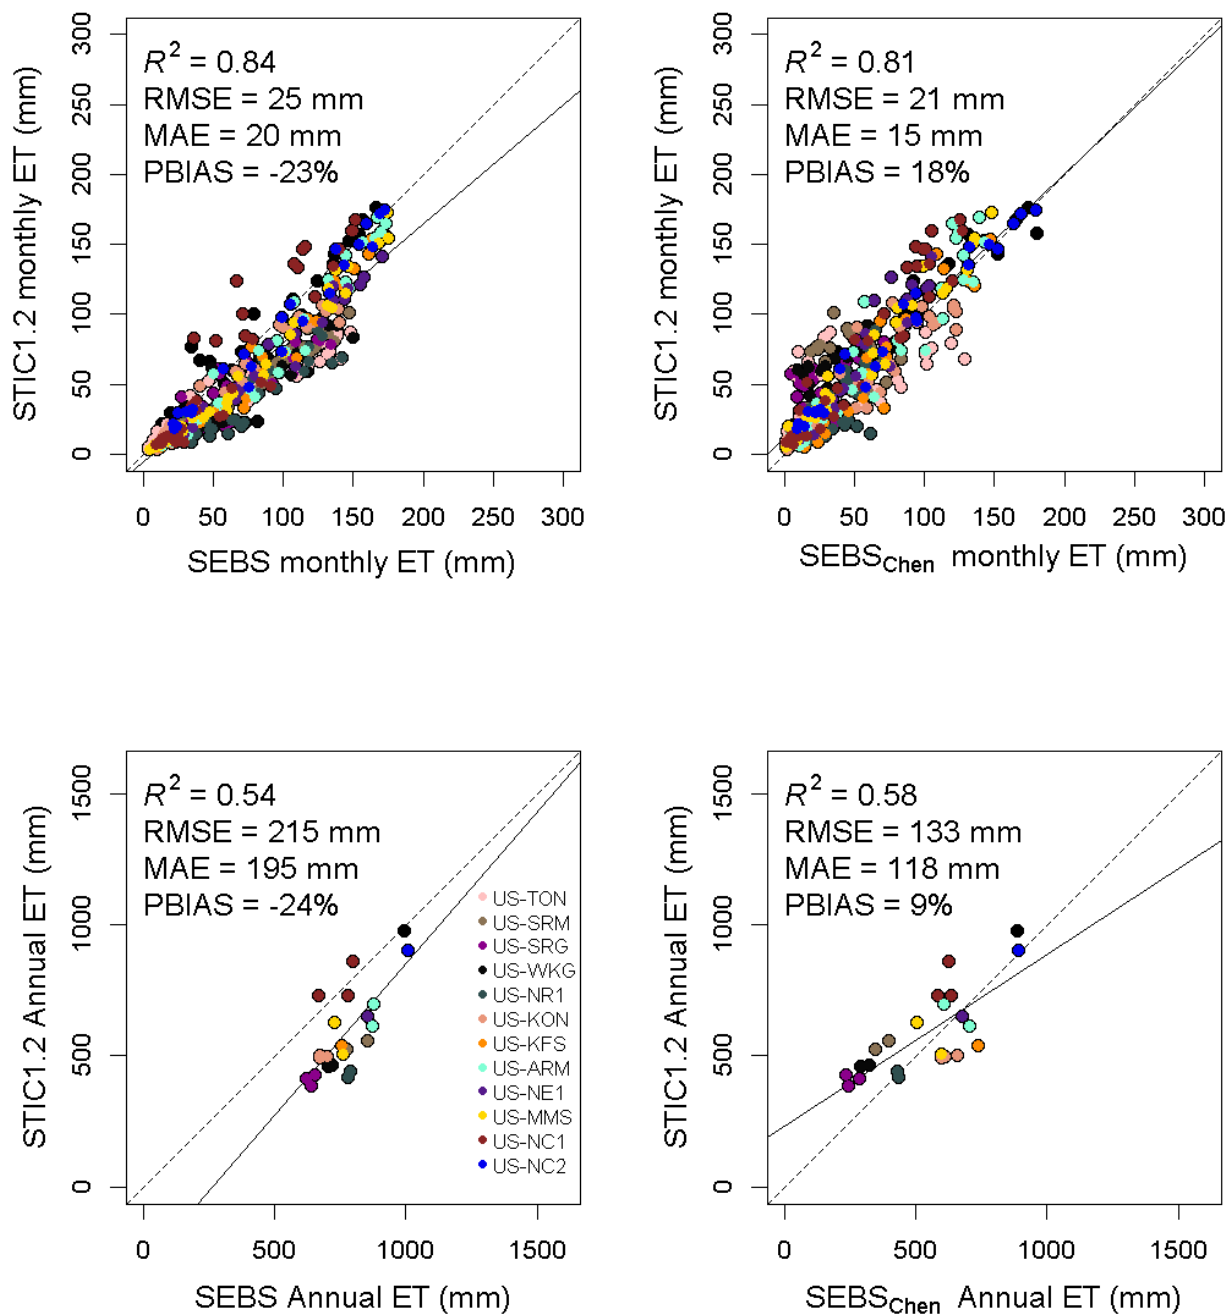 R² = 0.84
RMSE = 25 mm
MAE = 20 mm
PBIAS = -23%
STIC1.2 monthly ET (mm)
0 50 100 150 200 250 300
0 50 100 150 200 250 300
SEBS monthly ET (mm)
R² = 0.81
RMSE = 21 mm
MAE = 15 mm
PBIAS = 18%
STIC1.2 monthly ET (mm)
0 50 100 150 200 250 300
0 50 100 150 200 250 300
SEBS_Chen monthly ET (mm)
R² = 0.54
RMSE = 215 mm
MAE = 195 mm
PBIAS = -24%
US-TON
US-SRM
US-SRG
US-WKG
US-NR1
US-KON
US-KFS
US-ARM
US-NE1
US-MMS
US-NC1
US-NC2
STIC1.2 Annual ET (mm)
0 500 1000 1500
0 500 1000 1500
SEBS Annual ET (mm)
R² = 0.58
RMSE = 133 mm
MAE = 118 mm
PBIAS = 9%
STIC1.2 Annual ET (mm)
0 500 1000 1500
0 500 1000 1500
SEBS_Chen Annual ET (mm)